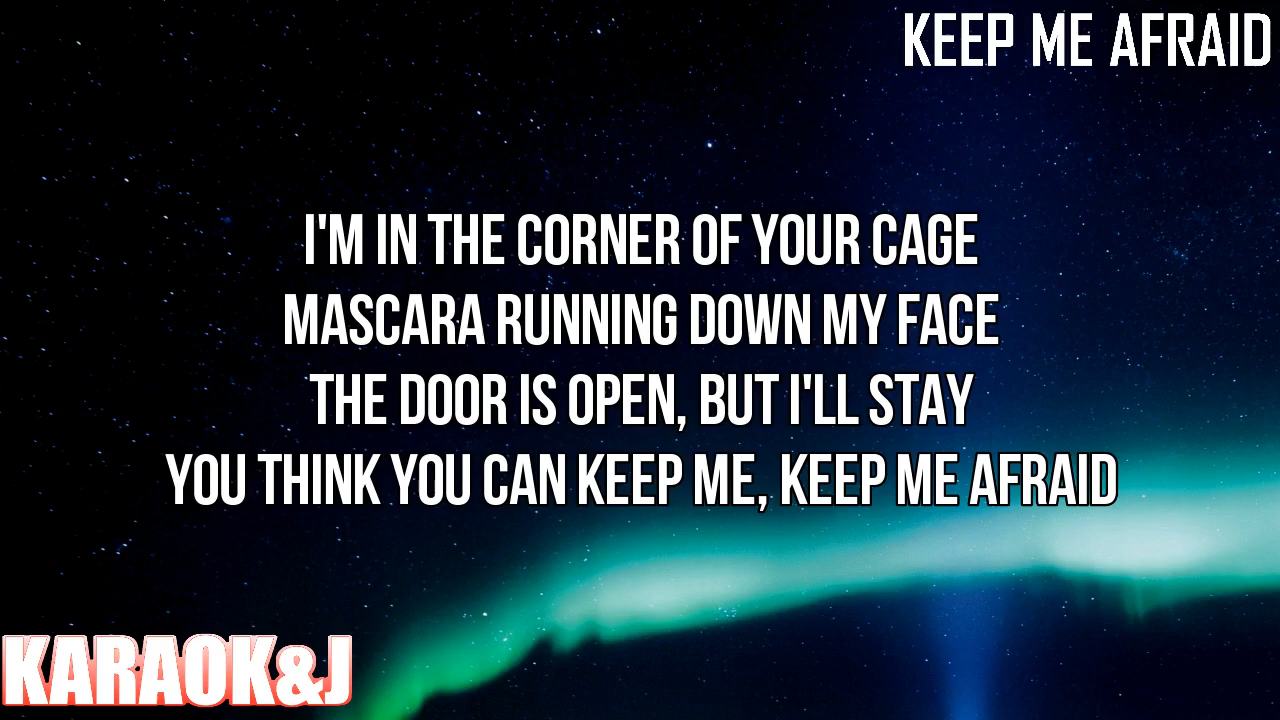 KEEP ME AFRAID
I'M IN THE CORNER OF YOUR CAGE
MASCARA RUNNING DOWN MY FACE
THE DOOR IS OPEN, BUT I'LL STAY
YOU THINK YOU CAN KEEP ME, KEEP ME AFRAID
KARAOK&J